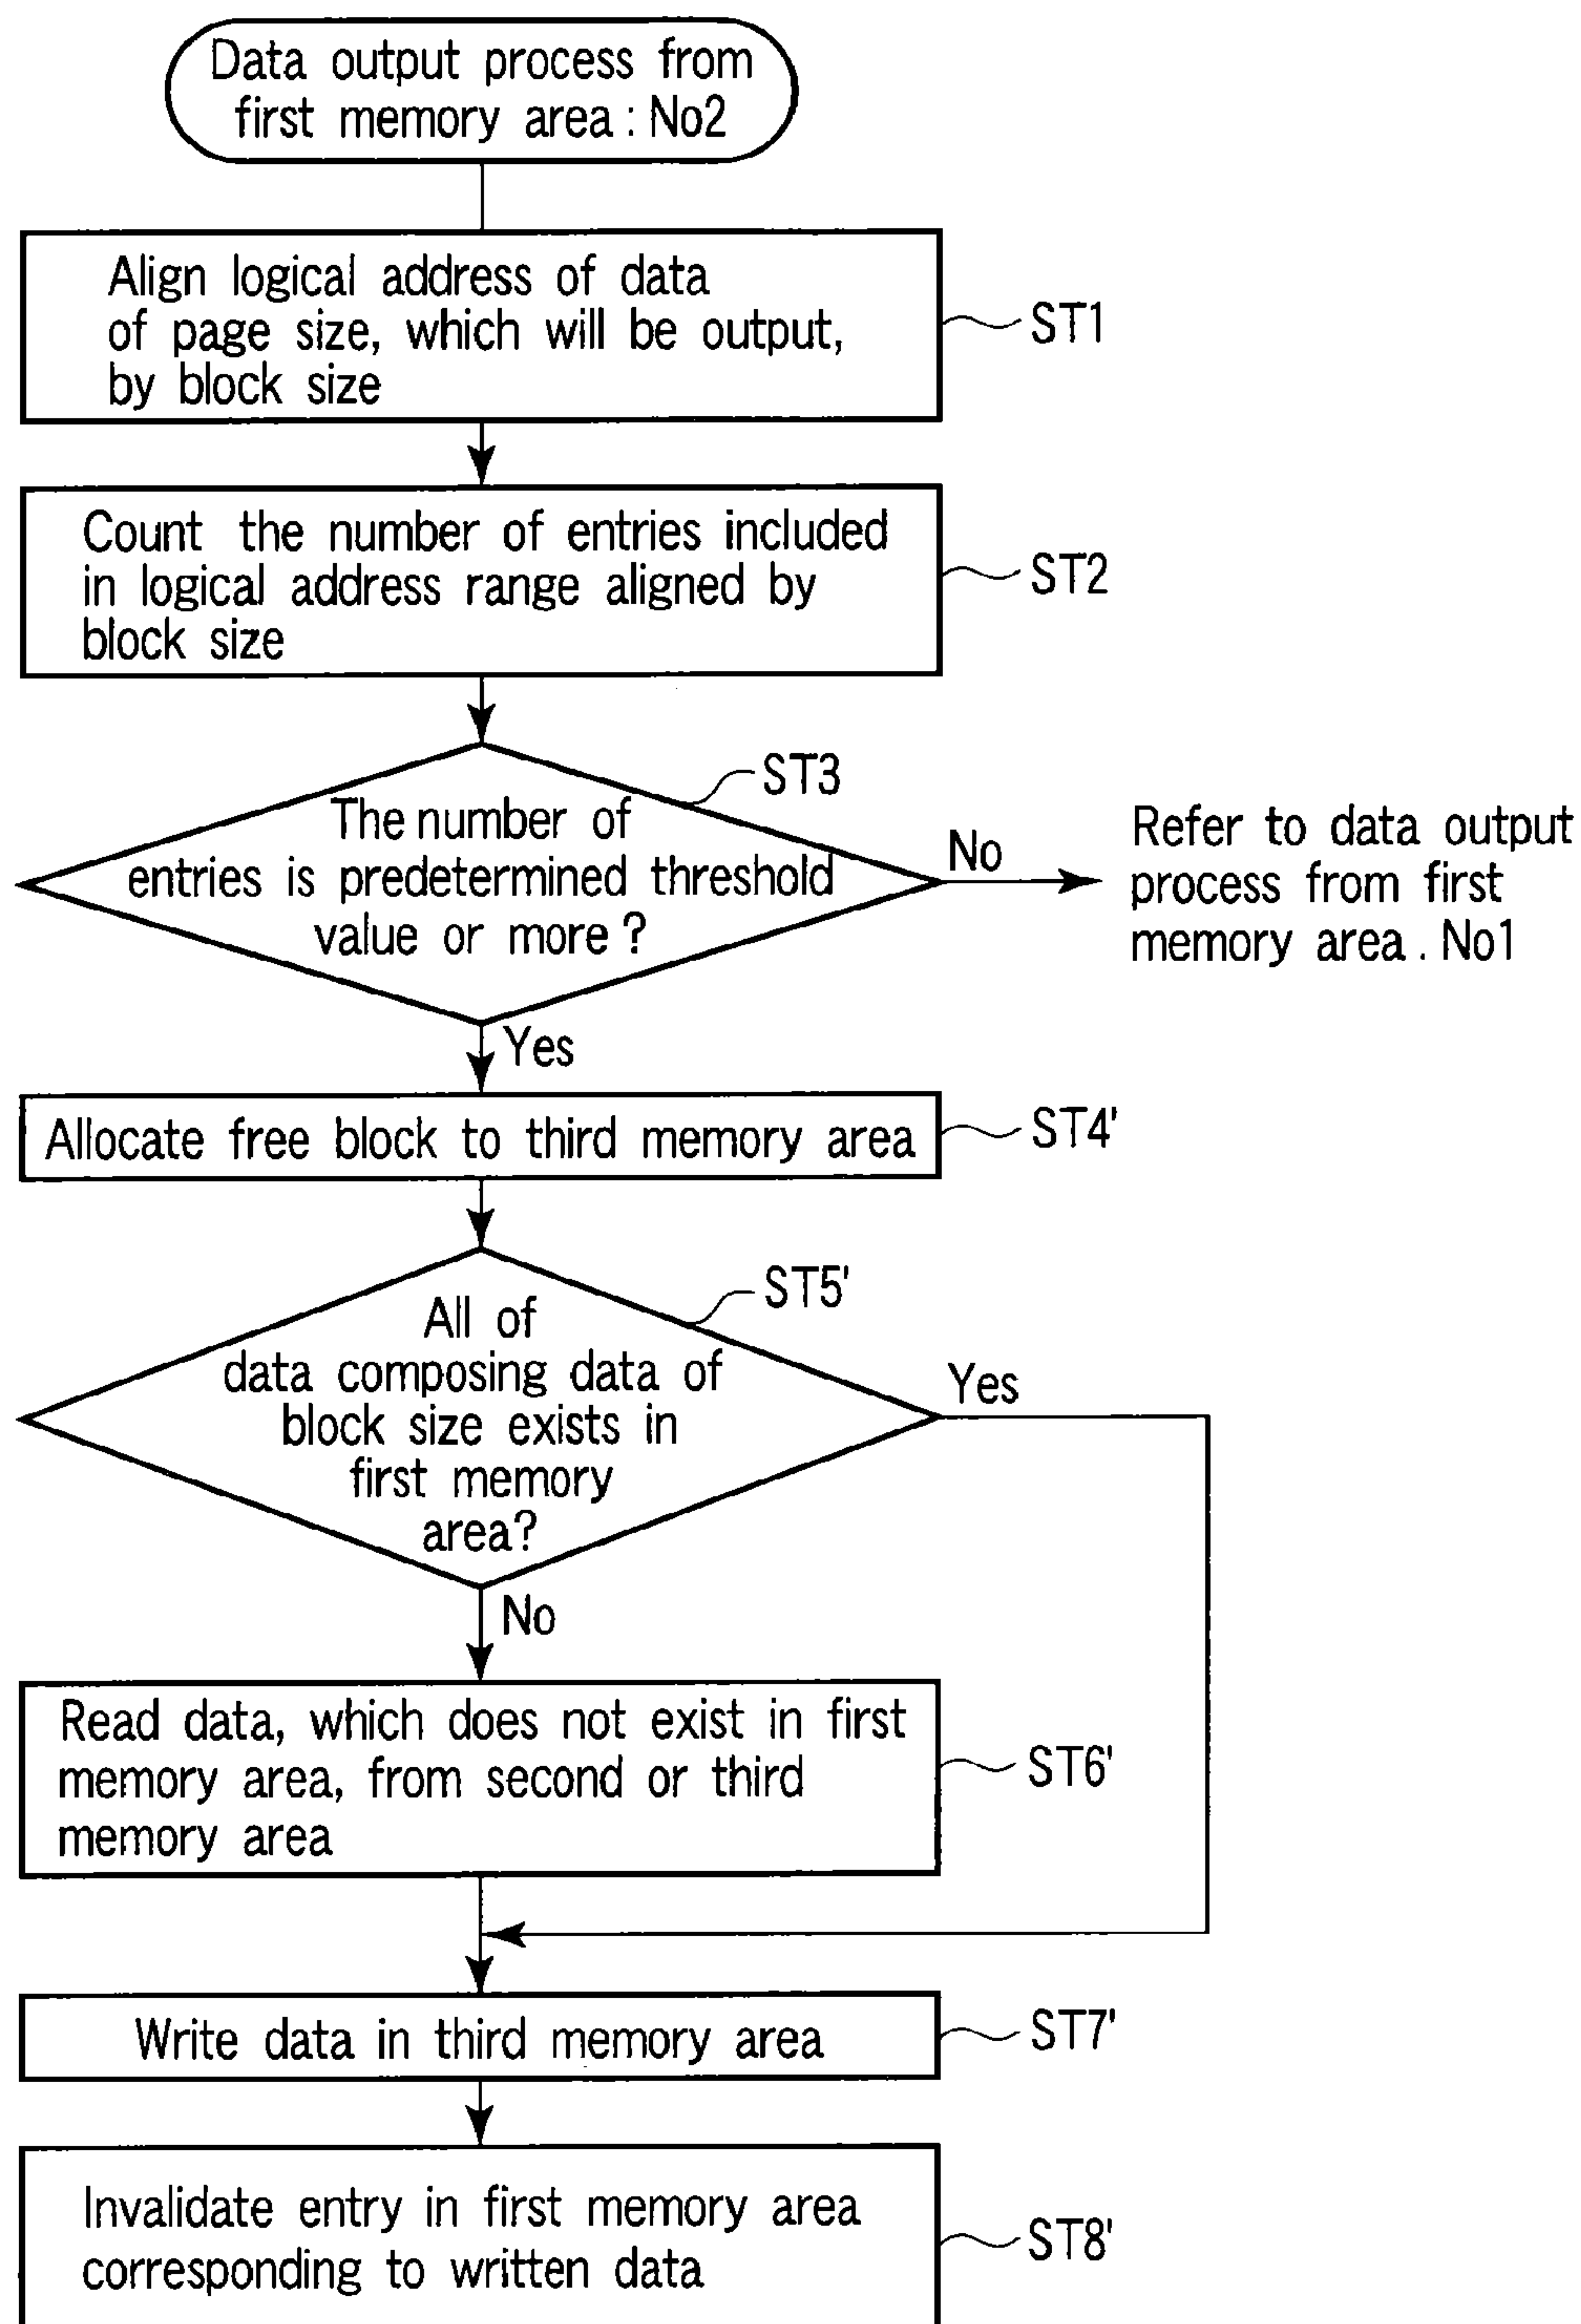 Data output process from
first memory area : No2
Align logical address of data
of page size, which will be output,
by block size
ST1
Count the number of entries included
in logical address range aligned by
block size
ST2
ST3
The number of
entries is predetermined threshold
value or more ?
No
Refer to data output
process from first
memory area . No1
Yes
Allocate free block to third memory area
ST4'
ST5'
All of
data composing data of
block size exists in
first memory
area?
Yes
No
Read data, which does not exist in first
memory area, from second or third
memory area
ST6'
Write data in third memory area
ST7'
Invalidate entry in first memory area
corresponding to written data
ST8'